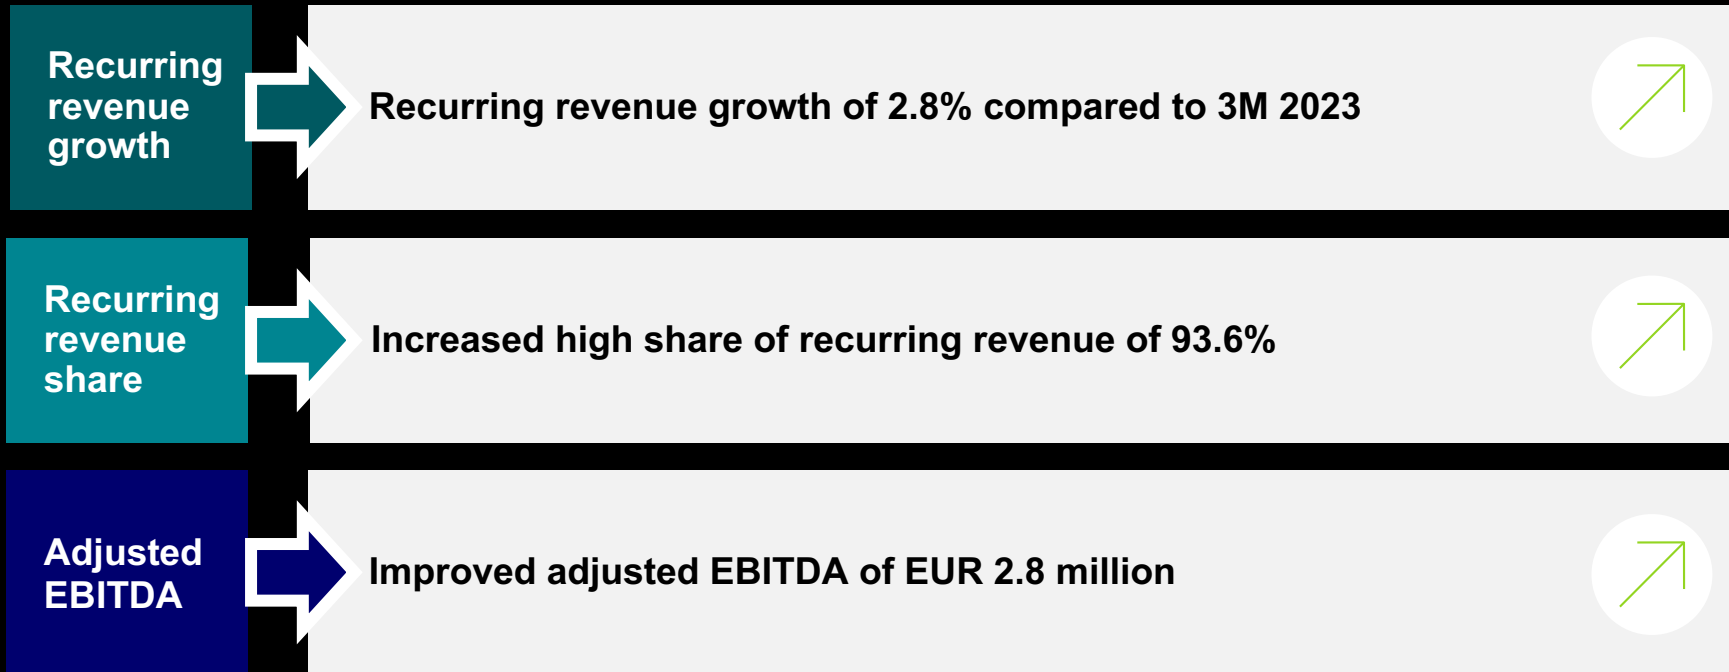 Recurring
revenue
growth
Recurring revenue growth of 2.8% compared to 3M 2023
Recurring
revenue
share
Increased high share of recurring revenue of 93.6%
Adjusted
EBITDA
Improved adjusted EBITDA of EUR 2.8 million